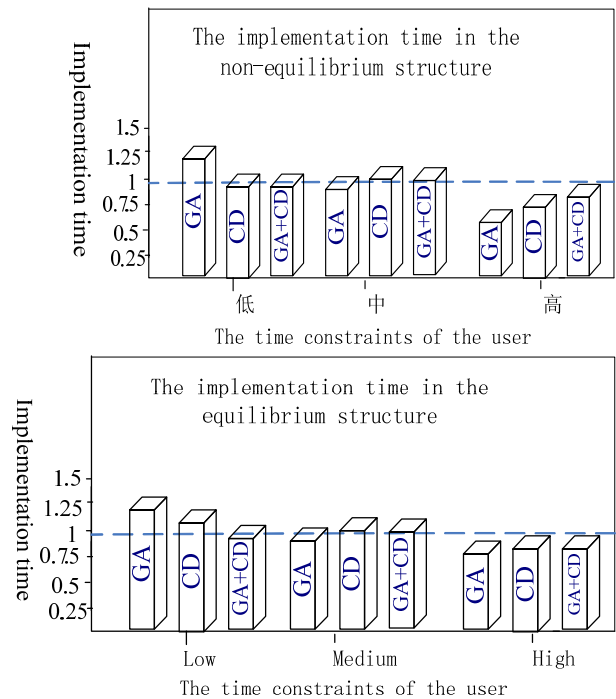 The implementation time in the
non-equilibrium structure
Implementation time
1.5
1.25
1
0.75
0.5
0.25
GA
CD
GA+CD
GA
CD
GA+CD
GA
CD
GA+CD
低
中
高
The time constraints of the user
The implementation time in the
equilibrium structure
Implementation time
1.5
1.25
1
0.75
0.5
0.25
GA
CD
GA+CD
GA
CD
GA+CD
GA
CD
GA+CD
Low
Medium
High
The time constraints of the user